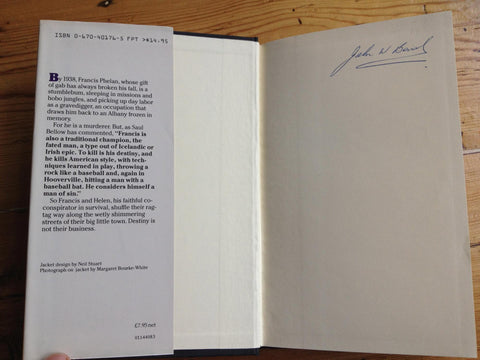 ISBN 0-670-40176-5 FPT >$14.95
By 1938, Francis Phelan, whose gift
of gab has always broken his fall, is a
stumblebum, sleeping in missions and
hobo jungles, and picking up day labor
as a gravedigger, an occupation that
draws him back to an Albany frozen in
memory.
For he is a murderer. But, as Saul
Bellow has commented, "Francis is
also a traditional champion, the
fated man, a type out of Icelandic or
Irish epic. To kill is his destiny, and
he kills American style, with tech-
niques learned in play, throwing a
rock like a baseball and, again in
Hooverville, hitting a man with a
baseball bat. He considers himself a
man of sin."
So Francis and Helen, his faithful co-
conspirator in survival, shuffle their rag-
tag way along the wetly shimmering
streets of their big little town. Destiny is
not their business.
Jacket design by Neil Stuart
Photograph on jacket by Margaret Bourke-White
£7.95 net
01144083
John W